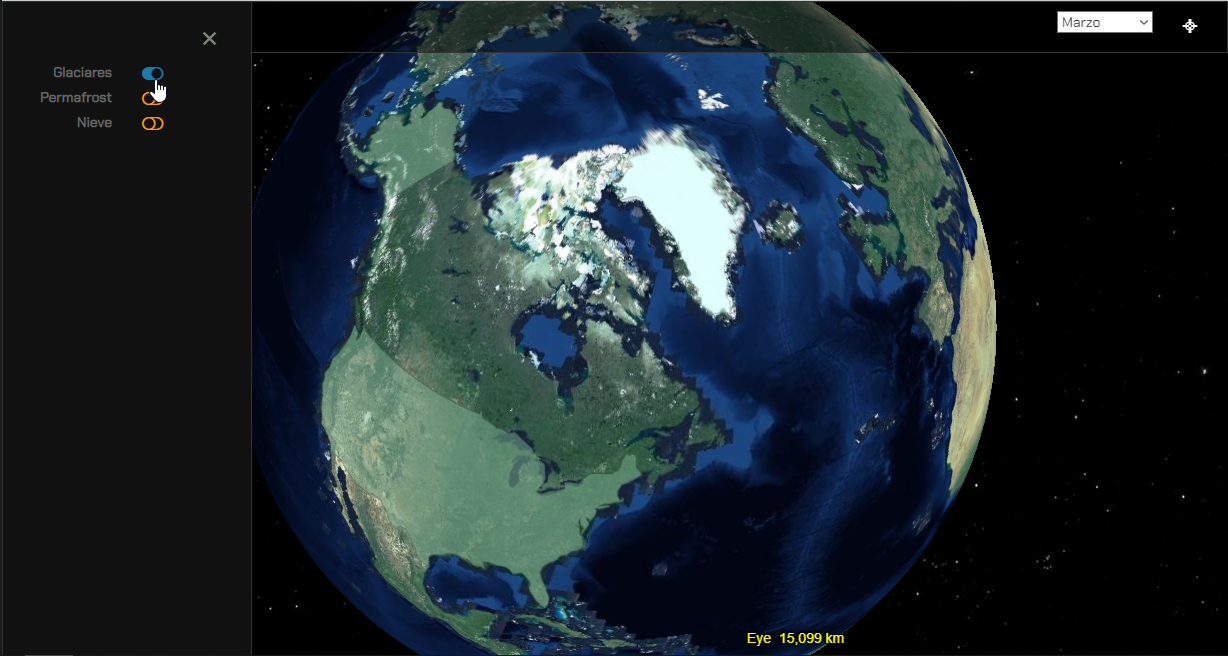 Marzo
Glaciares
Permafrost
Nieve
Eye 15,099 km